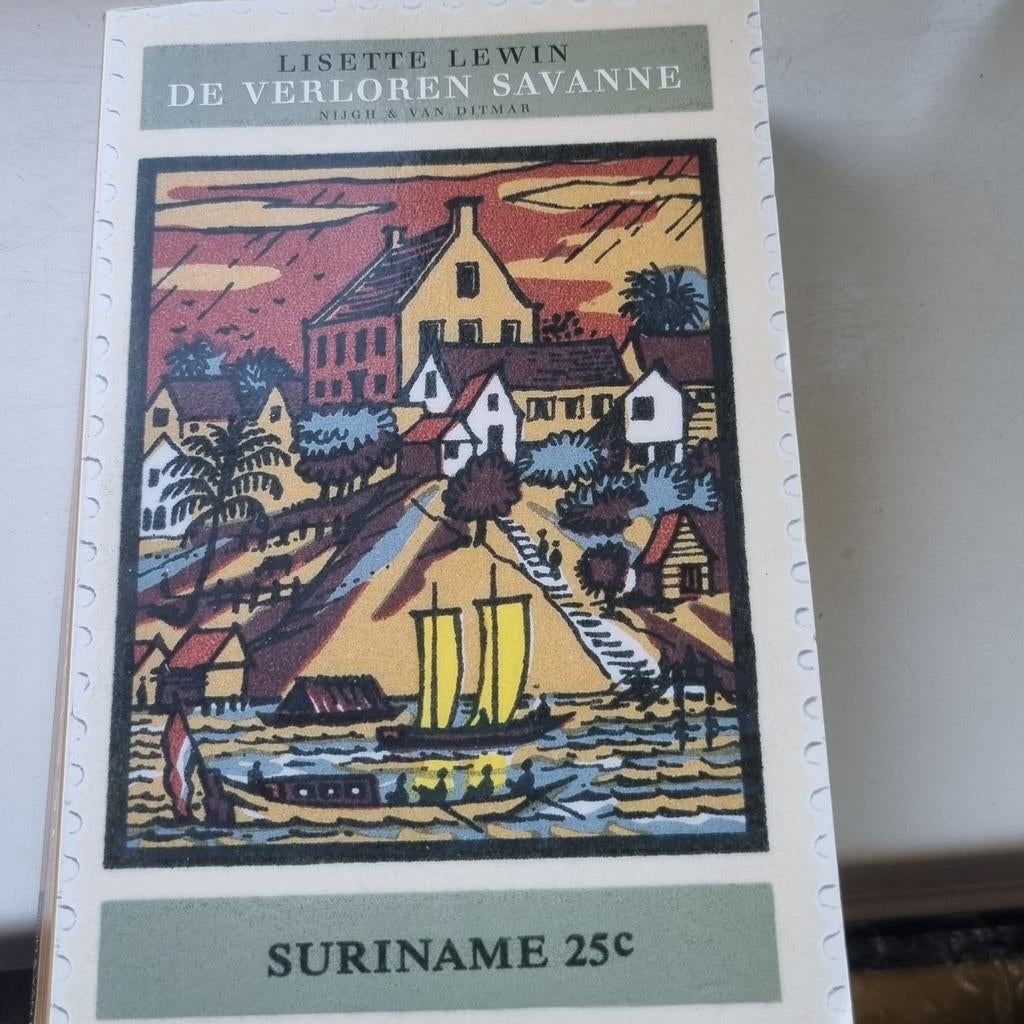 LISETTE LEWIN
DE VERLOREN SAVANNE
NIJGH & VAN DITMAR
SURINAME 25c